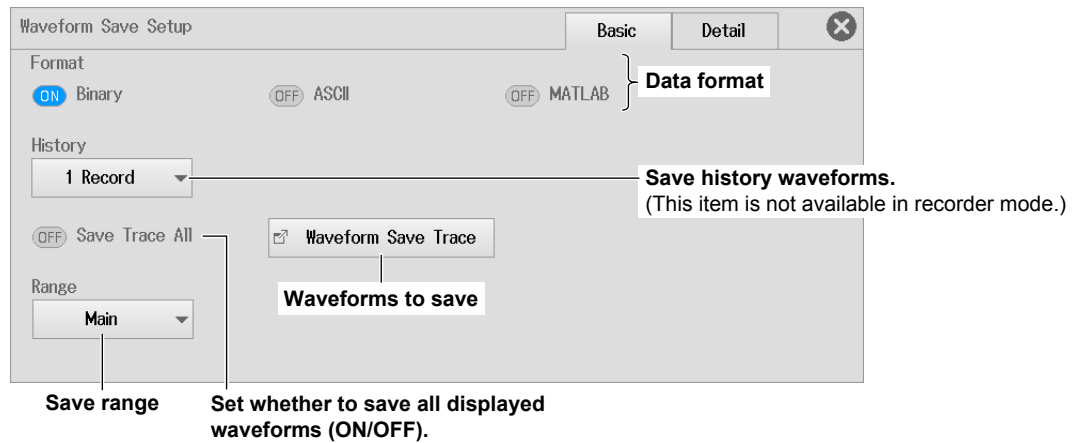 Waveform Save Setup
Basic
Detail
Format
ON Binary
OFF ASCII
OFF MATLAB
Data format
History
1 Record
Save history waveforms.
(This item is not available in recorder mode.)
OFF Save Trace All
Waveform Save Trace
Waveforms to save
Range
Main
Save range
Set whether to save all displayed
waveforms (ON/OFF).